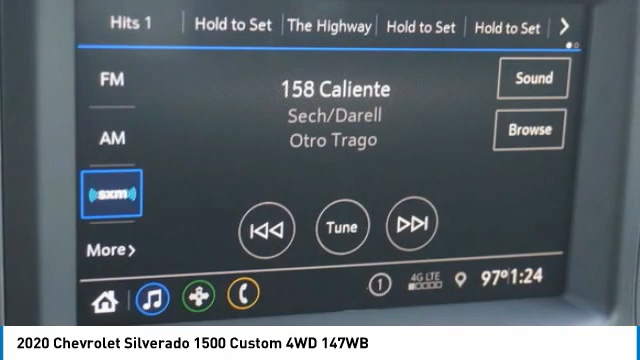 Hits 1 Hold to Set The Highway Hold to Set Hold to Set
FM
158 Caliente
Sound
Sech/Darell
AM
Otro Trago
Browse
sxm
Tune
More
1 4G LTE 97° 1:24
2020 Chevrolet Silverado 1500 Custom 4WD 147WB